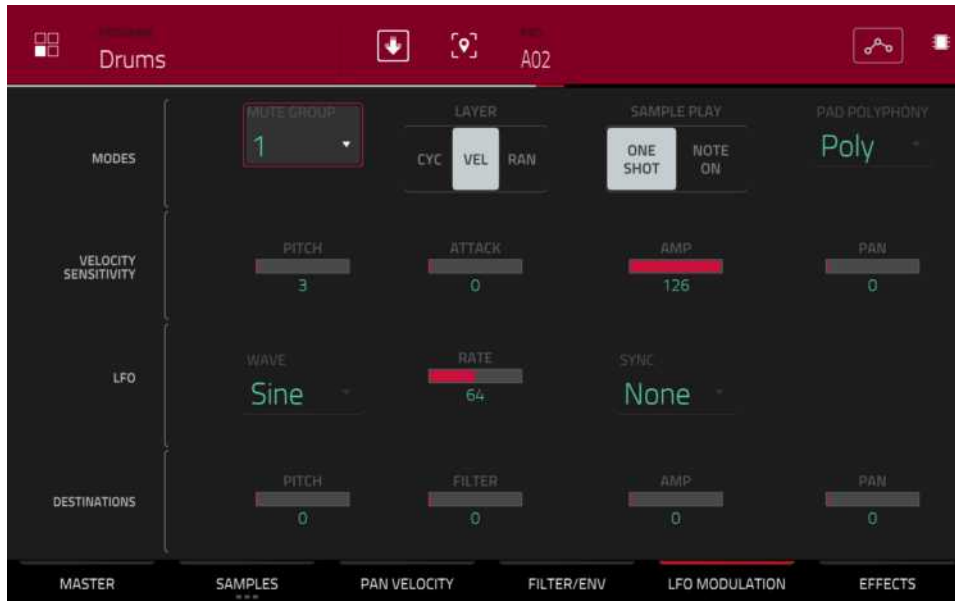 Drums
A02
MUTE GROUP
LAYER
SAMPLE PLAY
PAD POLYPHONY
MODES
1
CYC VEL RAN
ONE SHOT
NOTE ON
Poly
VELOCITY SENSITIVITY
PITCH
ATTACK
AMP
PAN
3
0
126
0
LFO
WAVE
RATE
SYNC
Sine
64
None
DESTINATIONS
PITCH
FILTER
AMP
PAN
0
0
0
0
MASTER
SAMPLES
PAN VELOCITY
FILTER/ENV
LFO MODULATION
EFFECTS